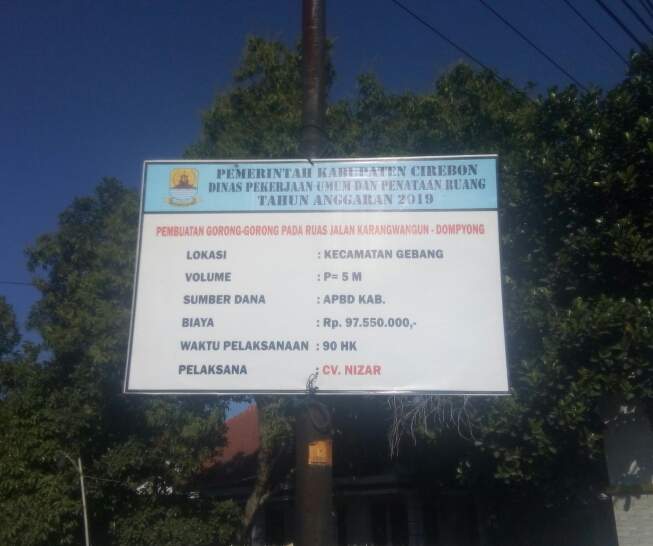 PEMERINTAH KABUPATEN CIREBON
DINAS PEKERJAAN UMUM DAN PENATAAN RUANG
TAHUN ANGGARAN 2019
PEMBUATAN GORONG-GORONG PADA RUAS JALAN KARANGWANGUN - DOMPYONG
LOKASI : KECAMATAN GEBANG
VOLUME : P= 5 M
SUMBER DANA : APBD KAB.
BIAYA : Rp. 97.550.000,-
WAKTU PELAKSANAAN : 90 HK
PELAKSANA : CV. NIZAR